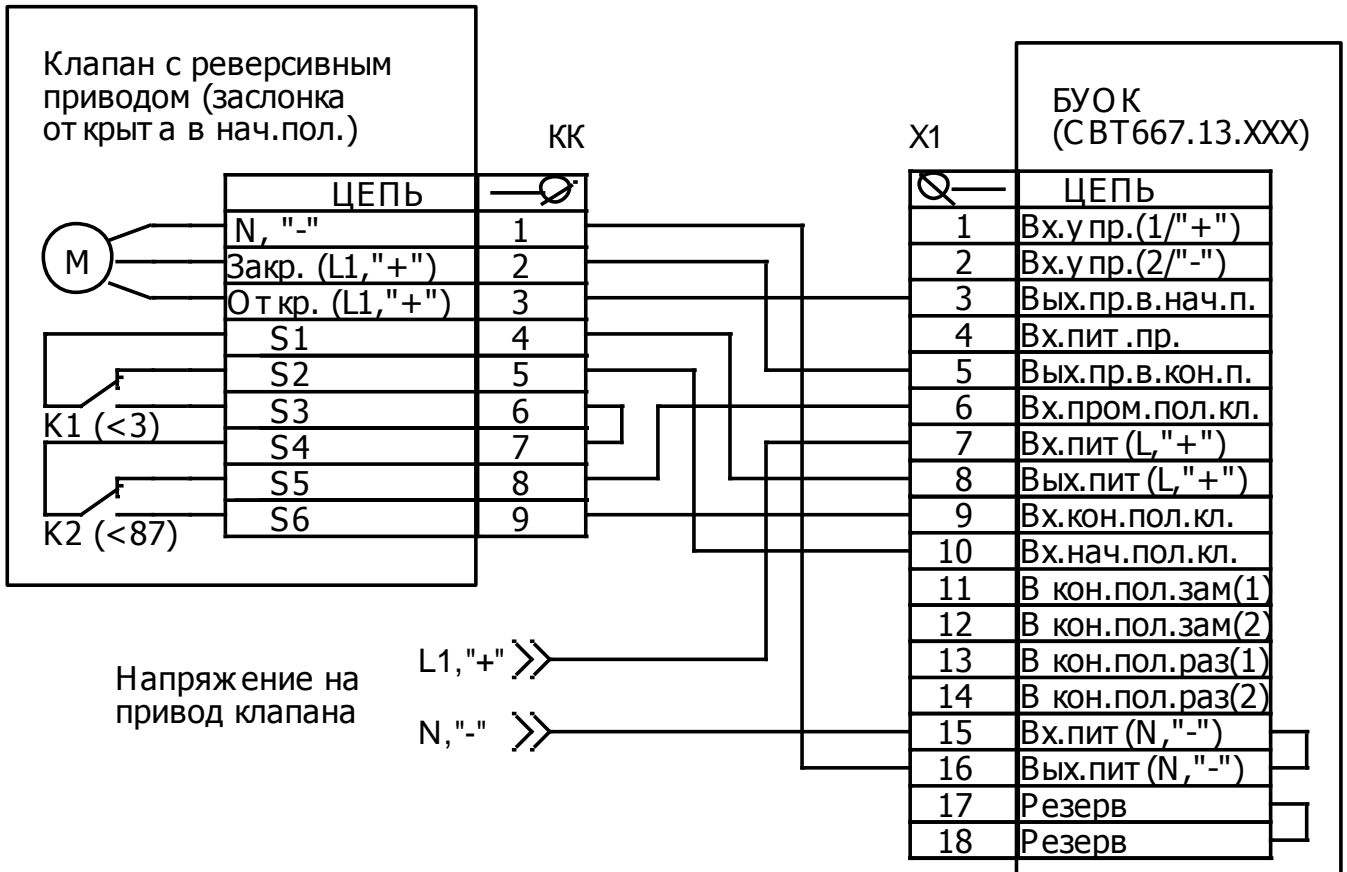 Клапан с реверсивным
приводом (заслонка
открыта в нач.пол.)
КК
ЦЕПЬ
N, "-" 1
Закр. (L1,"+") 2
Откр. (L1,"+") 3
S1 4
S2 5
S3 6
S4 7
S5 8
S6 9
M
K1 (<3)
K2 (<87)
Напряжение на
привод клапана
L1,"+"
N,"-"
БУОК
(СВТ667.13.XXX)
X1
ЦЕПЬ
1 Вх.упр.(1/"+")
2 Вх.упр.(2/"-")
3 Вых.пр.в.нач.п.
4 Вх.пит.пр.
5 Вых.пр.в.кон.п.
6 Вх.пром.пол.кл.
7 Вх.пит(L,"+")
8 Вых.пит(L,"+")
9 Вх.кон.пол.кл.
10 Вх.нач.пол.кл.
11 В кон.пол.зам(1)
12 В кон.пол.зам(2)
13 В кон.пол.раз(1)
14 В кон.пол.раз(2)
15 Вх.пит(N,"-")
16 Вых.пит(N,"-")
17 Резерв
18 Резерв